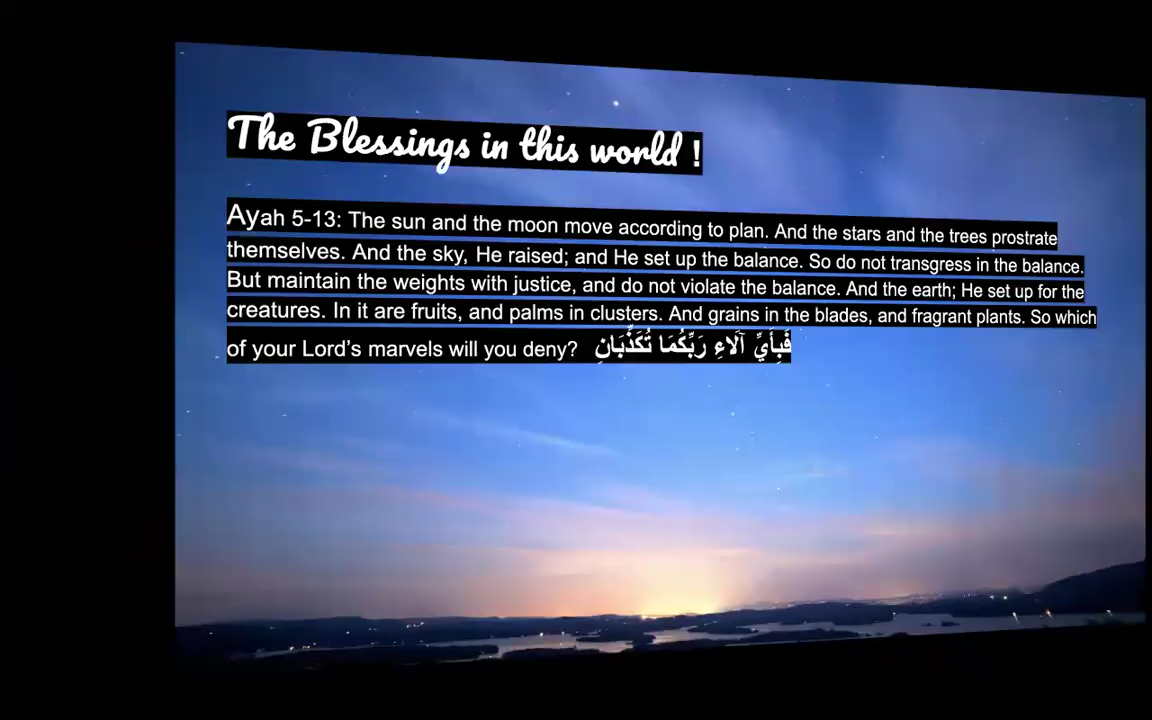 The Blessings in this world !
Ayah 5-13: The sun and the moon move according to plan. And the stars and the trees prostrate
themselves. And the sky, He raised; and He set up the balance. So do not transgress in the balance.
But maintain the weights with justice, and do not violate the balance. And the earth; He set up for the
creatures. In it are fruits, and palms in clusters. And grains in the blades, and fragrant plants. So which
of your Lord’s marvels will you deny? فَبِأَيِّ آلَاءِ رَبِّكُمَا تُكَذِّبَانِ